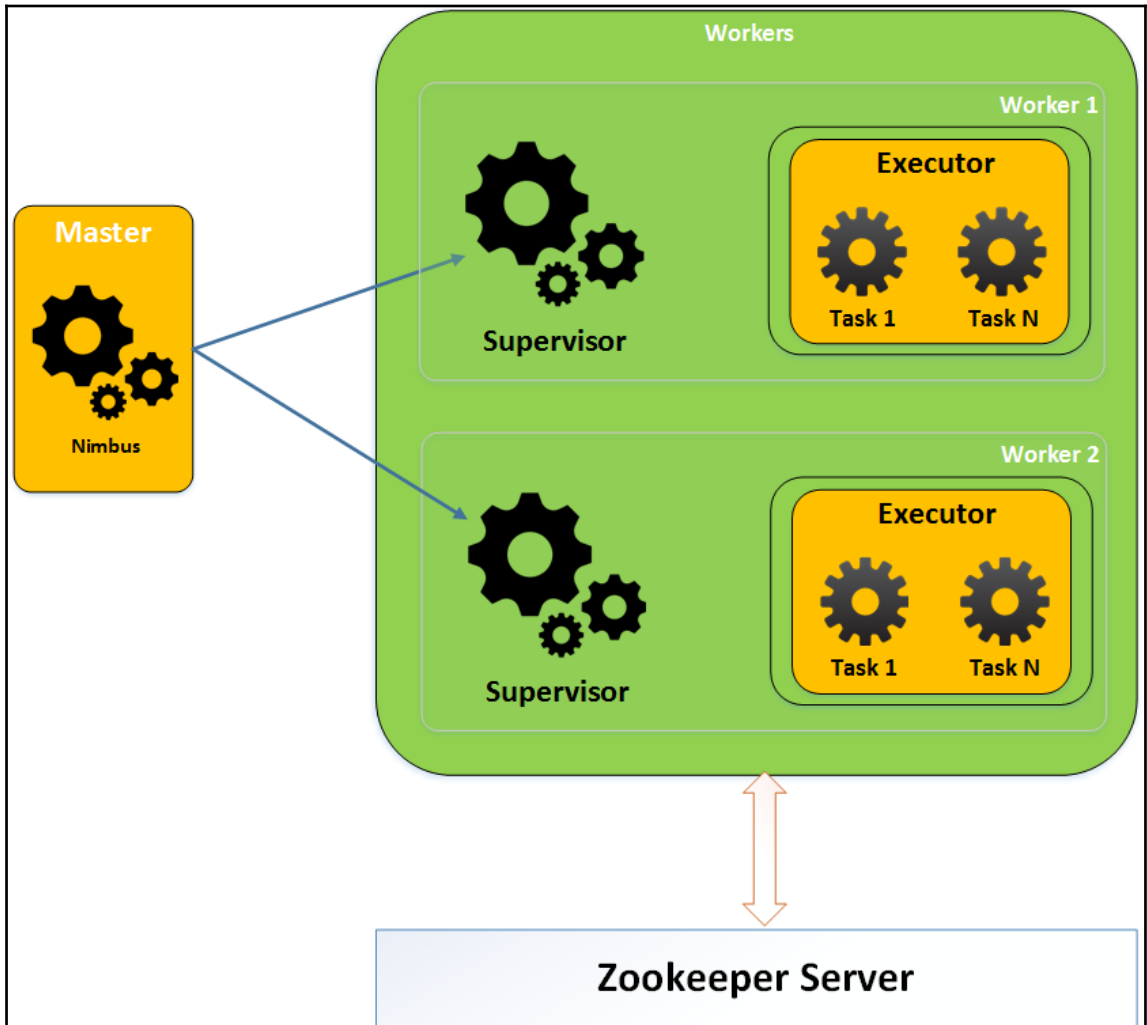 Workers
Worker 1
Executor
Task 1
Task N
Supervisor
Master
Nimbus
Worker 2
Executor
Task 1
Task N
Supervisor
Zookeeper Server